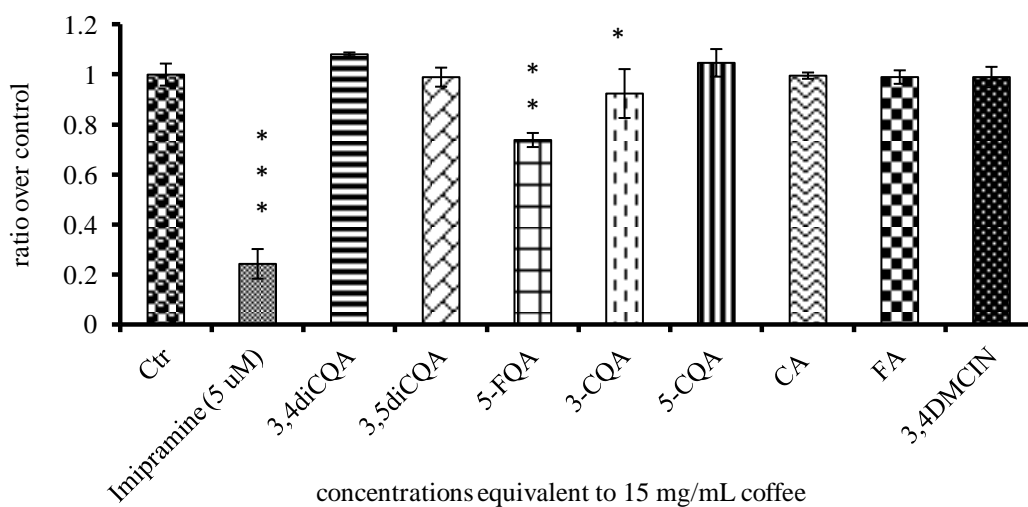 ratio over control
1.2
1
0.8
0.6
0.4
0.2
0
*
*
*
*
*
*
Ctr
Imipramine (5 uM)
3,4diCQA
3,5diCQA
5-FQA
3-CQA
5-CQA
CA
FA
3,4DMCIN
concentrations equivalent to 15 mg/mL coffee